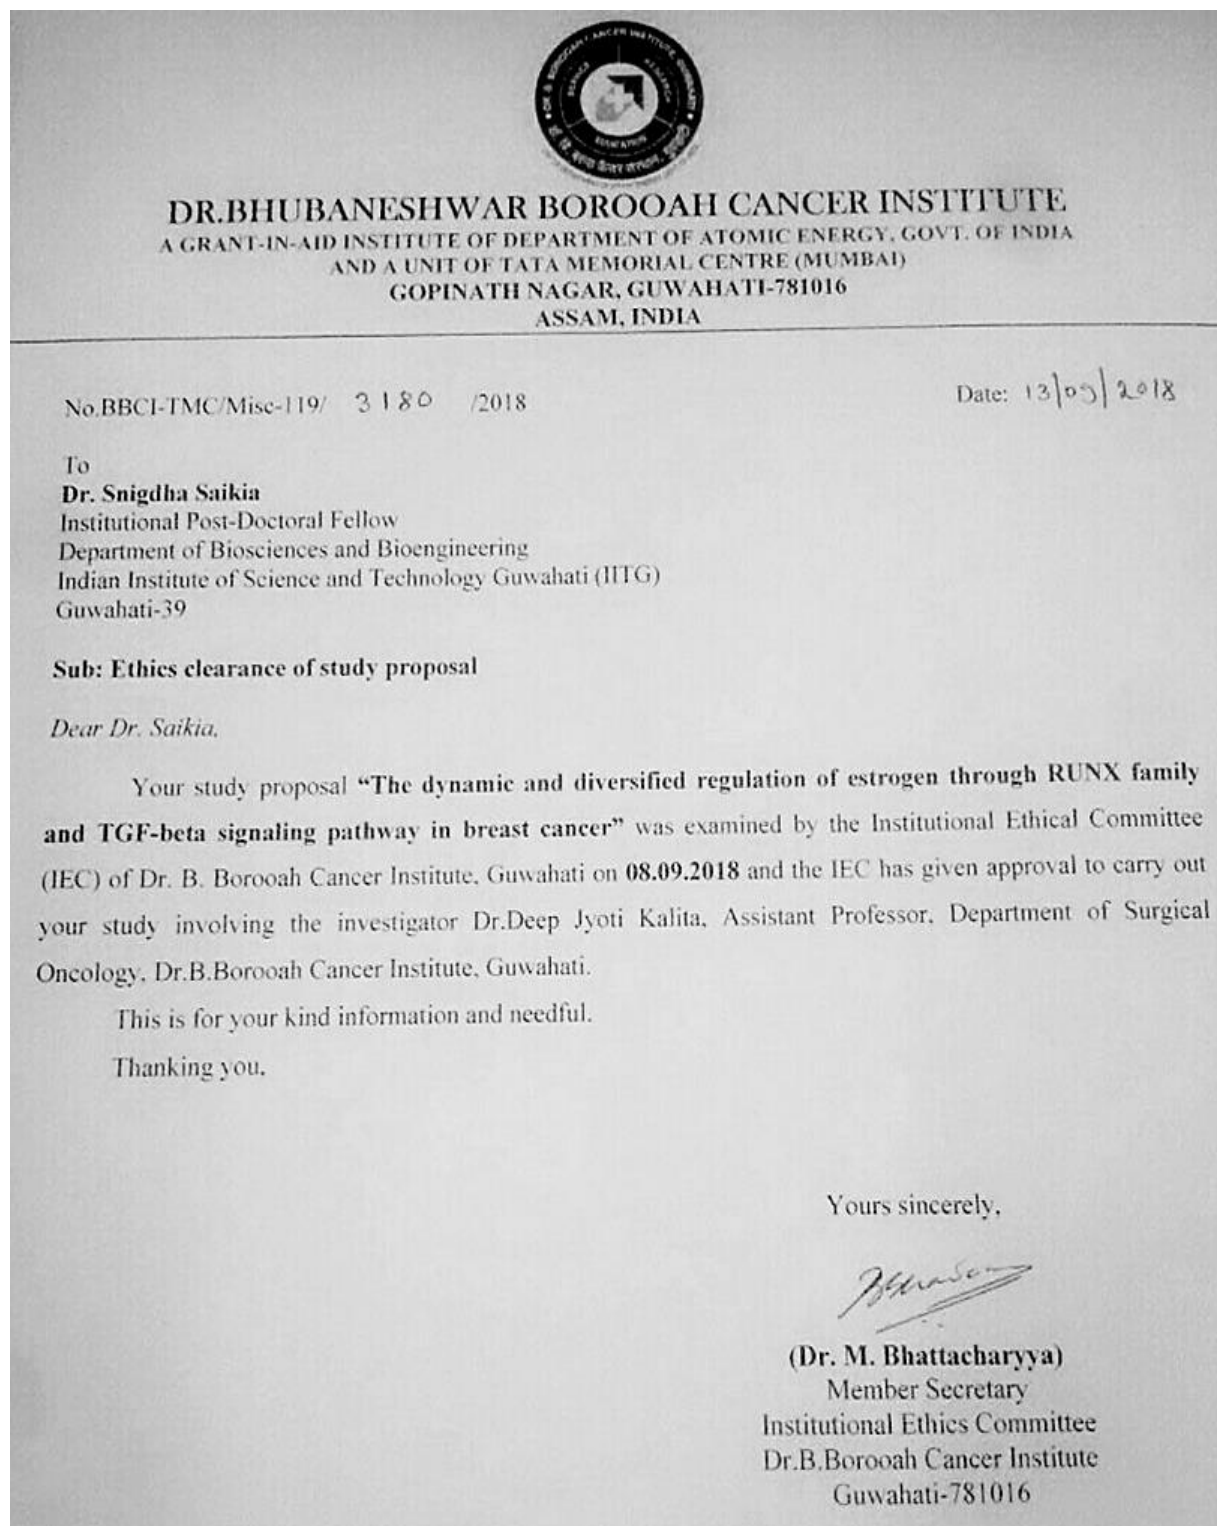 DR. B BOROOAH CANCER INSTITUTE, GUWAHATI
SERVICE
RESEARCH
EDUCATION
DR.BHUBANESHWAR BOROOAH CANCER INSTITUTE
A GRANT-IN-AID INSTITUTE OF DEPARTMENT OF ATOMIC ENERGY, GOVT. OF INDIA
AND A UNIT OF TATA MEMORIAL CENTRE (MUMBAI)
GOPINATH NAGAR, GUWAHATI-781016
ASSAM, INDIA
No.BBCI-TMC/Misc-119/ 3180 /2018
Date: 13/09/2018
To
Dr. Snigdha Saikia
Institutional Post-Doctoral Fellow
Department of Biosciences and Bioengineering
Indian Institute of Science and Technology Guwahati (IITG)
Guwahati-39
Sub: Ethics clearance of study proposal
Dear Dr. Saikia,
Your study proposal “The dynamic and diversified regulation of estrogen through RUNX family
and TGF-beta signaling pathway in breast cancer” was examined by the Institutional Ethical Committee
(IEC) of Dr. B. Borooah Cancer Institute, Guwahati on 08.09.2018 and the IEC has given approval to carry out
your study involving the investigator Dr.Deep Jyoti Kalita, Assistant Professor, Department of Surgical
Oncology, Dr.B.Borooah Cancer Institute, Guwahati.
This is for your kind information and needful.
Thanking you,
Yours sincerely,
(Dr. M. Bhattacharyya)
Member Secretary
Institutional Ethics Committee
Dr.B.Borooah Cancer Institute
Guwahati-781016